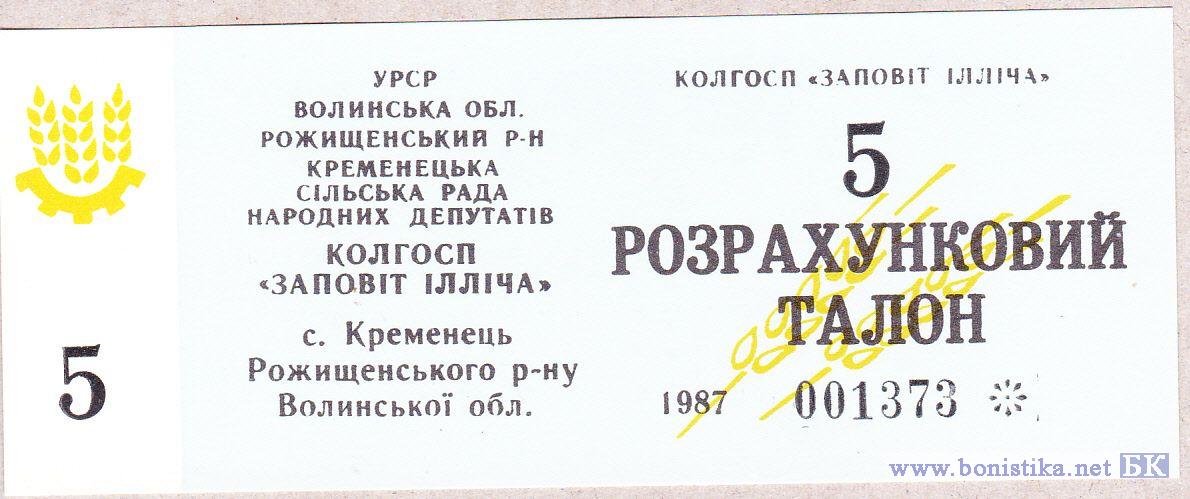 5
УРСР
ВОЛИНСЬКА ОБЛ.
РОЖИЩЕНСЬКИЙ Р-Н
КРЕМЕНЕЦЬКА
СІЛЬСЬКА РАДА
НАРОДНИХ ДЕПУТАТІВ
КОЛГОСП
«ЗАПОВІТ ІЛЛІЧА»
с. Кременець
Рожищенського р-ну
Волинської обл.
КОЛГОСП «ЗАПОВІТ ІЛЛІЧА»
5
РОЗРАХУНКОВИЙ
ТАЛОН
1987 001373
www.bonistika.net БК